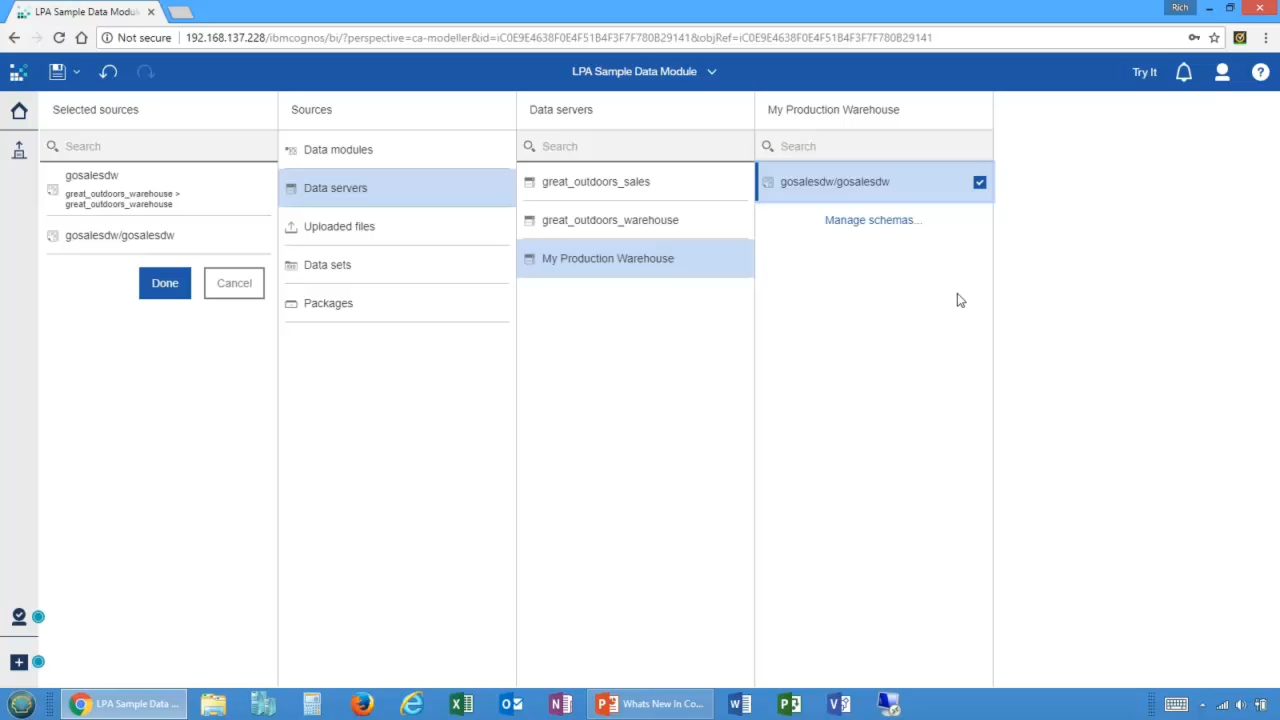 LPA Sample Data Modul
Rich
Not secure
192.168.137.228/ibmcognos/bi/?perspective=ca-modeller&id=iC0E9E4638F0E4F51B4F3F7F780B29141&objRef=iC0E9E4638F0E4F51B4F3F7F780B29141
LPA Sample Data Module
Try It
Selected sources
Search
gosalesdw
great_outdoors_warehouse >
great_outdoors_warehouse
gosalesdw/gosalesdw
Done
Cancel
Sources
Data modules
Data servers
Uploaded files
Data sets
Packages
Data servers
Search
great_outdoors_sales
great_outdoors_warehouse
My Production Warehouse
My Production Warehouse
Search
gosalesdw/gosalesdw
Manage schemas...
LPA Sample Data ...
Whats New In Co...